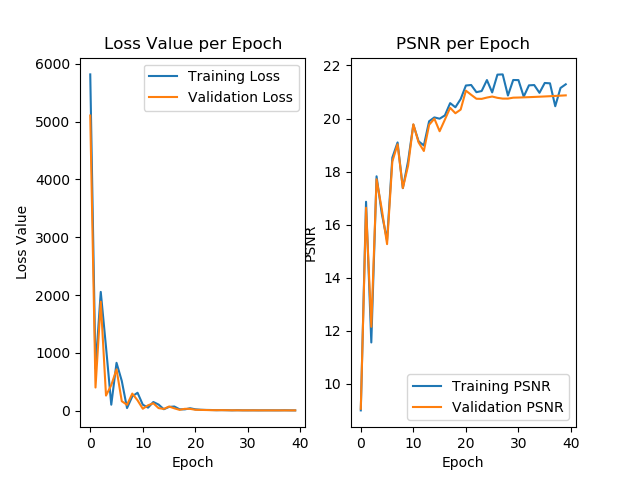 Loss Value per Epoch
Loss Value
6000
5000
4000
3000
2000
1000
0
Training Loss
Validation Loss
0 10 20 30 40
Epoch
PSNR per Epoch
PSNR
22
20
18
16
14
12
10
Training PSNR
Validation PSNR
0 10 20 30 40
Epoch